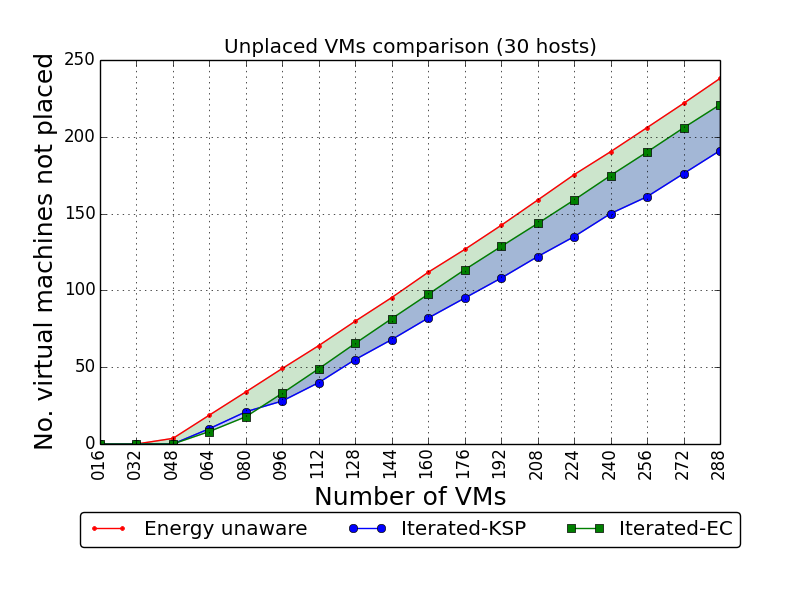 Unplaced VMs comparison (30 hosts)
No. virtual machines not placed
250
200
150
100
50
0
016 032 048 064 080 096 112 128 144 160 176 192 208 224 240 256 272 288
Number of VMs
Energy unaware Iterated-KSP Iterated-EC